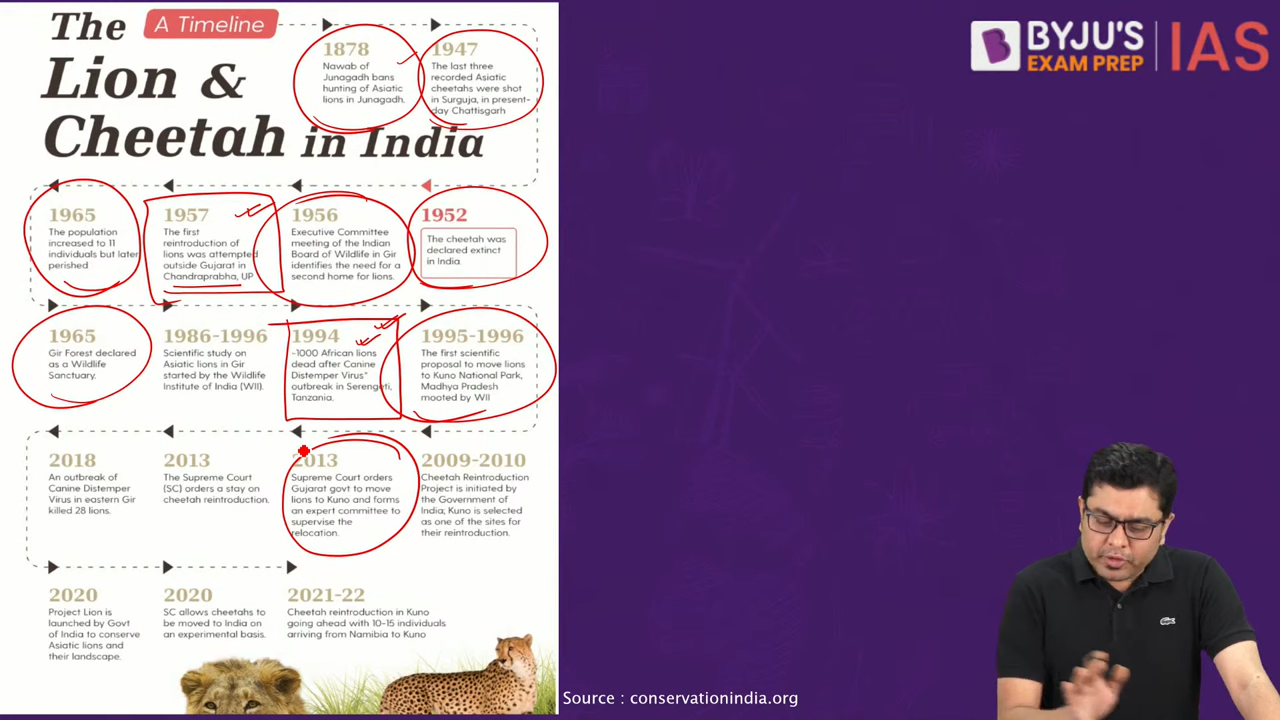 The
A Timeline
Lion &
Cheetah in India
1878
Nawab of
Junagadh bans
hunting of Asiatic
lions in Junagadh.
1947
The last three
recorded Asiatic
cheetahs were shot
in Surguja, in present-
day Chattisgarh
1965
The population
increased to 11
individuals but later
perished
1957
The first
reintroduction of
lions was attempted
outside Gujarat in
Chandraprabha, UP
1956
Executive Committee
meeting of the Indian
Board of Wildlife in Gir
identifies the need for a
second home for lions.
1952
The cheetah was
declared extinct
in India.
1965
Gir Forest declared
as a Wildlife
Sanctuary.
1986-1996
Scientific study on
Asiatic lions in Gir
started by the Wildlife
Institute of India (WII).
1994
~1000 African lions
dead after Canine
Distemper Virus"
outbreak in Serengeti,
Tanzania.
1995-1996
The first scientific
proposal to move lions
to Kuno National Park,
Madhya Pradesh
mooted by WII
2018
An outbreak of
Canine Distemper
Virus in eastern Gir
killed 28 lions.
2013
The Supreme Court
(SC) orders a stay on
cheetah reintroduction.
2013
Supreme Court orders
Gujarat govt to move
lions to Kuno and forms
an expert committee to
supervise the
relocation.
2009-2010
Cheetah Reintroduction
Project is initiated by
the Government of
India, Kuno is selected
as one of the sites for
their reintroduction.
2020
Project Lion is
launched by Govt
of India to conserve
Asiatic lions and
their landscape.
2020
SC allows cheetahs to
be moved to India on
an experimental basis.
2021-22
Cheetah reintroduction in Kuno
going ahead with 10-15 individuals
arriving from Namibia to Kuno
BYJU'S
EXAM PREP
IAS
Source : conservationindia.org